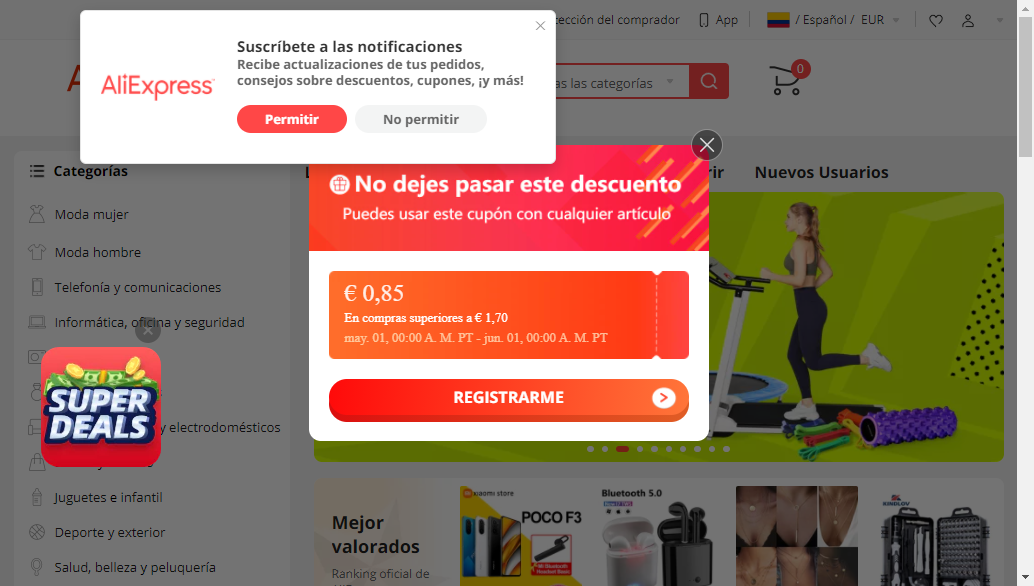 tección del comprador
App
/ Español /
EUR
Suscríbete a las notificaciones
Recibe actualizaciones de tus pedidos,
consejos sobre descuentos, cupones, ¡y más!
AliExpress
Permitir
No permitir
as las categorías
0
Categorías
Nuevos Usuarios
Moda mujer
Moda hombre
Telefonía y comunicaciones
Informática, oficina y seguridad
y electrodomésticos
Juguetes e infantil
Deporte y exterior
Salud, belleza y peluquería
SUPER
DEALS
No dejes pasar este descuento
Puedes usar este cupón con cualquier artículo
€ 0,85
En compras superiores a € 1,70
may. 01, 00:00 A. M. PT - jun. 01, 00:00 A. M. PT
REGISTRARME
Mejor
valorados
Ranking oficial de
xiaomi store
POCO F3
Bluetooth 5.0
KINDLOV